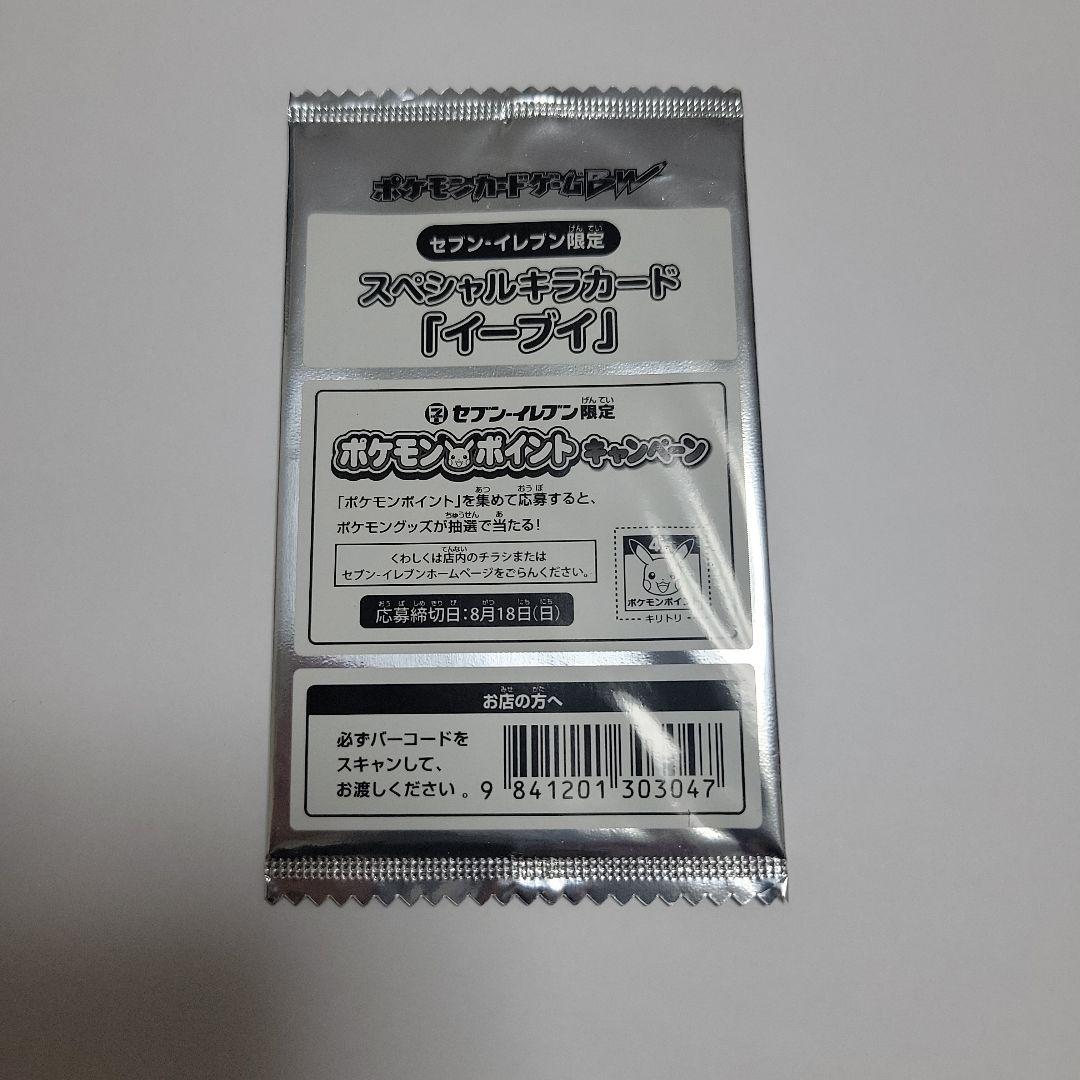 ポケモンカードゲームBW
セブン-イレブン限定
スペシャルキラカード
「イーブイ」
セブン-イレブン限定
ポケモンポイントキャンペーン
「ポケモンポイント」を集めて応募すると、
ポケモングッズが抽選で当たる!
くわしくは店内のチラシまたは
セブン-イレブンホームページをごらんください。
応募締切日:8月18日(日)
ポケモンポイント
キリトリ
お店の方へ
必ずバーコードを
スキャンして、
お渡しください。
9 841201 303047